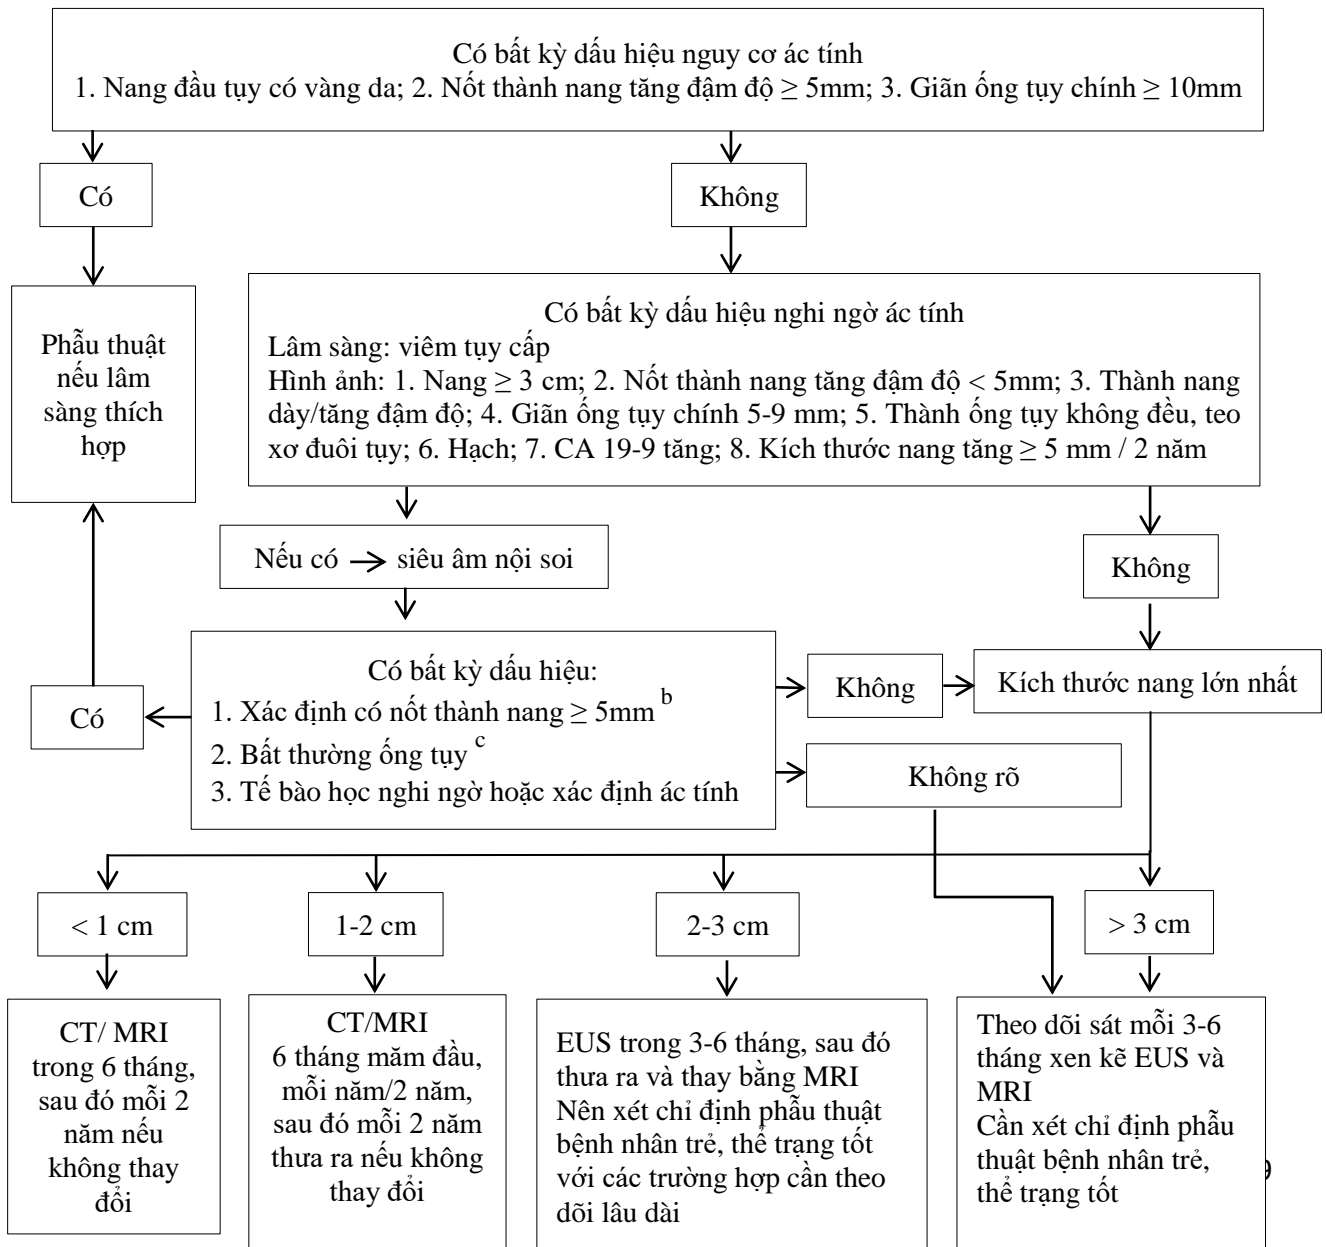 Có bất kỳ dấu hiệu nguy cơ ác tính
1. Nang đầu tụy có vàng da; 2. Nốt thành nang tăng đậm độ ≥ 5mm; 3. Giãn ống tụy chính ≥ 10mm
Có
Không
Phẫu thuật
nếu lâm
sàng thích
hợp
Có bất kỳ dấu hiệu nghi ngờ ác tính
Lâm sàng: viêm tụy cấp
Hình ảnh: 1. Nang ≥ 3 cm; 2. Nốt thành nang tăng đậm độ < 5mm; 3. Thành
nang dày/tăng đậm độ; 4. Giãn ống tụy chính 5-9 mm; 5. Thành ống tụy không đều, teo
xơ đuôi tụy; 6. Hạch; 7. CA 19-9 tăng; 8. Kích thước nang tăng ≥ 5 mm / 2 năm
Nếu có → siêu âm nội soi
Không
Có
Có bất kỳ dấu hiệu:
1. Xác định có nốt thành nang ≥ 5mm b
2. Bất thường ống tụy c
3. Tế bào học nghi ngờ hoặc xác định ác tính
Không
Kích thước nang lớn nhất
Không rõ
< 1 cm
1-2 cm
2-3 cm
> 3 cm
CT/ MRI
trong 6 tháng,
sau đó mỗi 2
năm nếu
không thay
đổi
CT/MRI
6 tháng măm đầu,
mỗi năm/2 năm,
sau đó mỗi 2 năm
thưa ra nếu không
thay đổi
EUS trong 3-6 tháng, sau đó
thưa ra và thay bằng MRI
Nên xét chỉ định phẫu thuật
bệnh nhân trẻ, thể trạng tốt
với các trường hợp cần theo
dõi lâu dài
Theo dõi sát mỗi 3-6
tháng xen kẽ EUS và
MRI
Cần xét chỉ định phẫu
thuật bệnh nhân trẻ,
thể trạng tốt